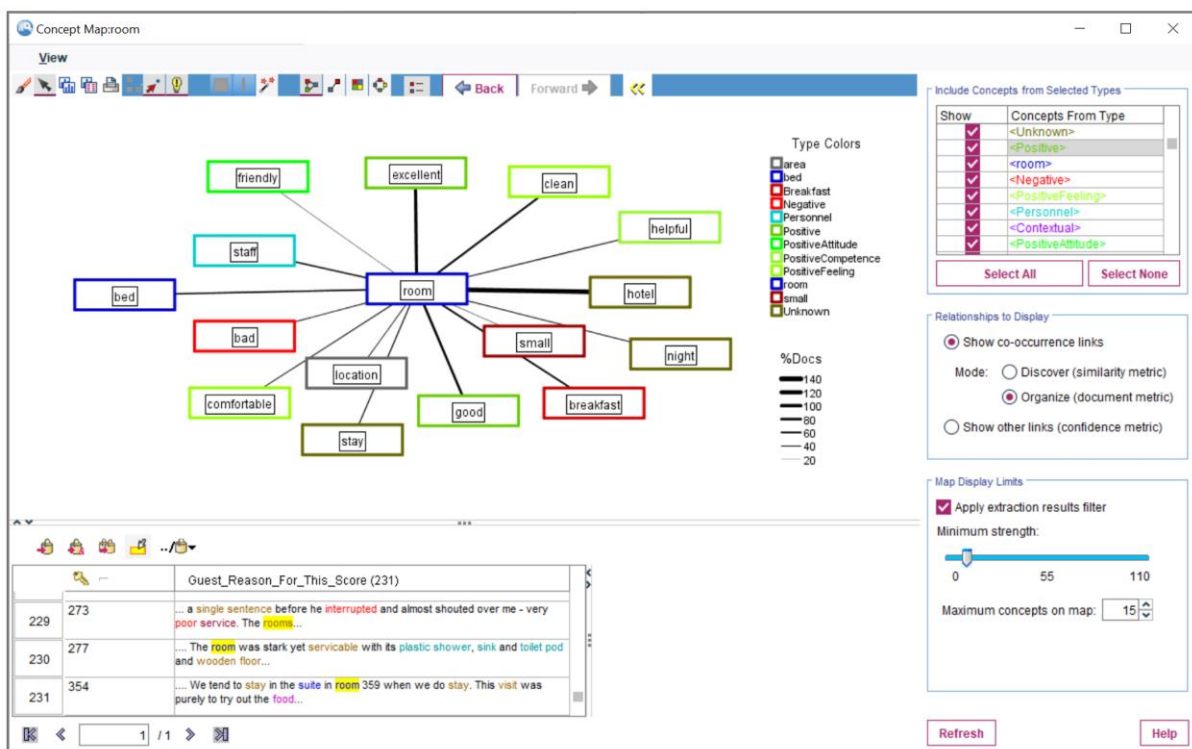 Concept Map:room
View
Back
Forward
friendly
excellent
clean
helpful
staff
bed
room
hotel
bad
small
night
location
comfortable
good
breakfast
stay
Type Colors
area
bed
Breakfast
Negative
Personnel
Positive
PositiveAttitude
PositiveCompetence
PositiveFeeling
room
small
Unknown
%Docs
140
120
100
80
60
40
20
Include Concepts from Selected Types
Show Concepts From Type
<Unknown>
<Positive>
<room>
<Negative>
<PositiveFeeling>
<Personnel>
<Contextual>
<PositiveAttitude>
Select All Select None
Relationships to Display
Show co-occurrence links
Mode: Discover (similarity metric)
Organize (document metric)
Show other links (confidence metric)
Map Display Limits
Apply extraction results filter
Minimum strength:
0 55 110
Maximum concepts on map: 15
Refresh Help
../
Guest_Reason_For_This_Score (231)
229 273 ... a single sentence before he interrupted and almost shouted over me - very
poor service. The rooms...
230 277 .... The room was stark yet servicable with its plastic shower, sink and toilet pod
and wooden floor...
231 354 .... We tend to stay in the suite in room 359 when we do stay. This visit was
purely to try out the food...
1 / 1